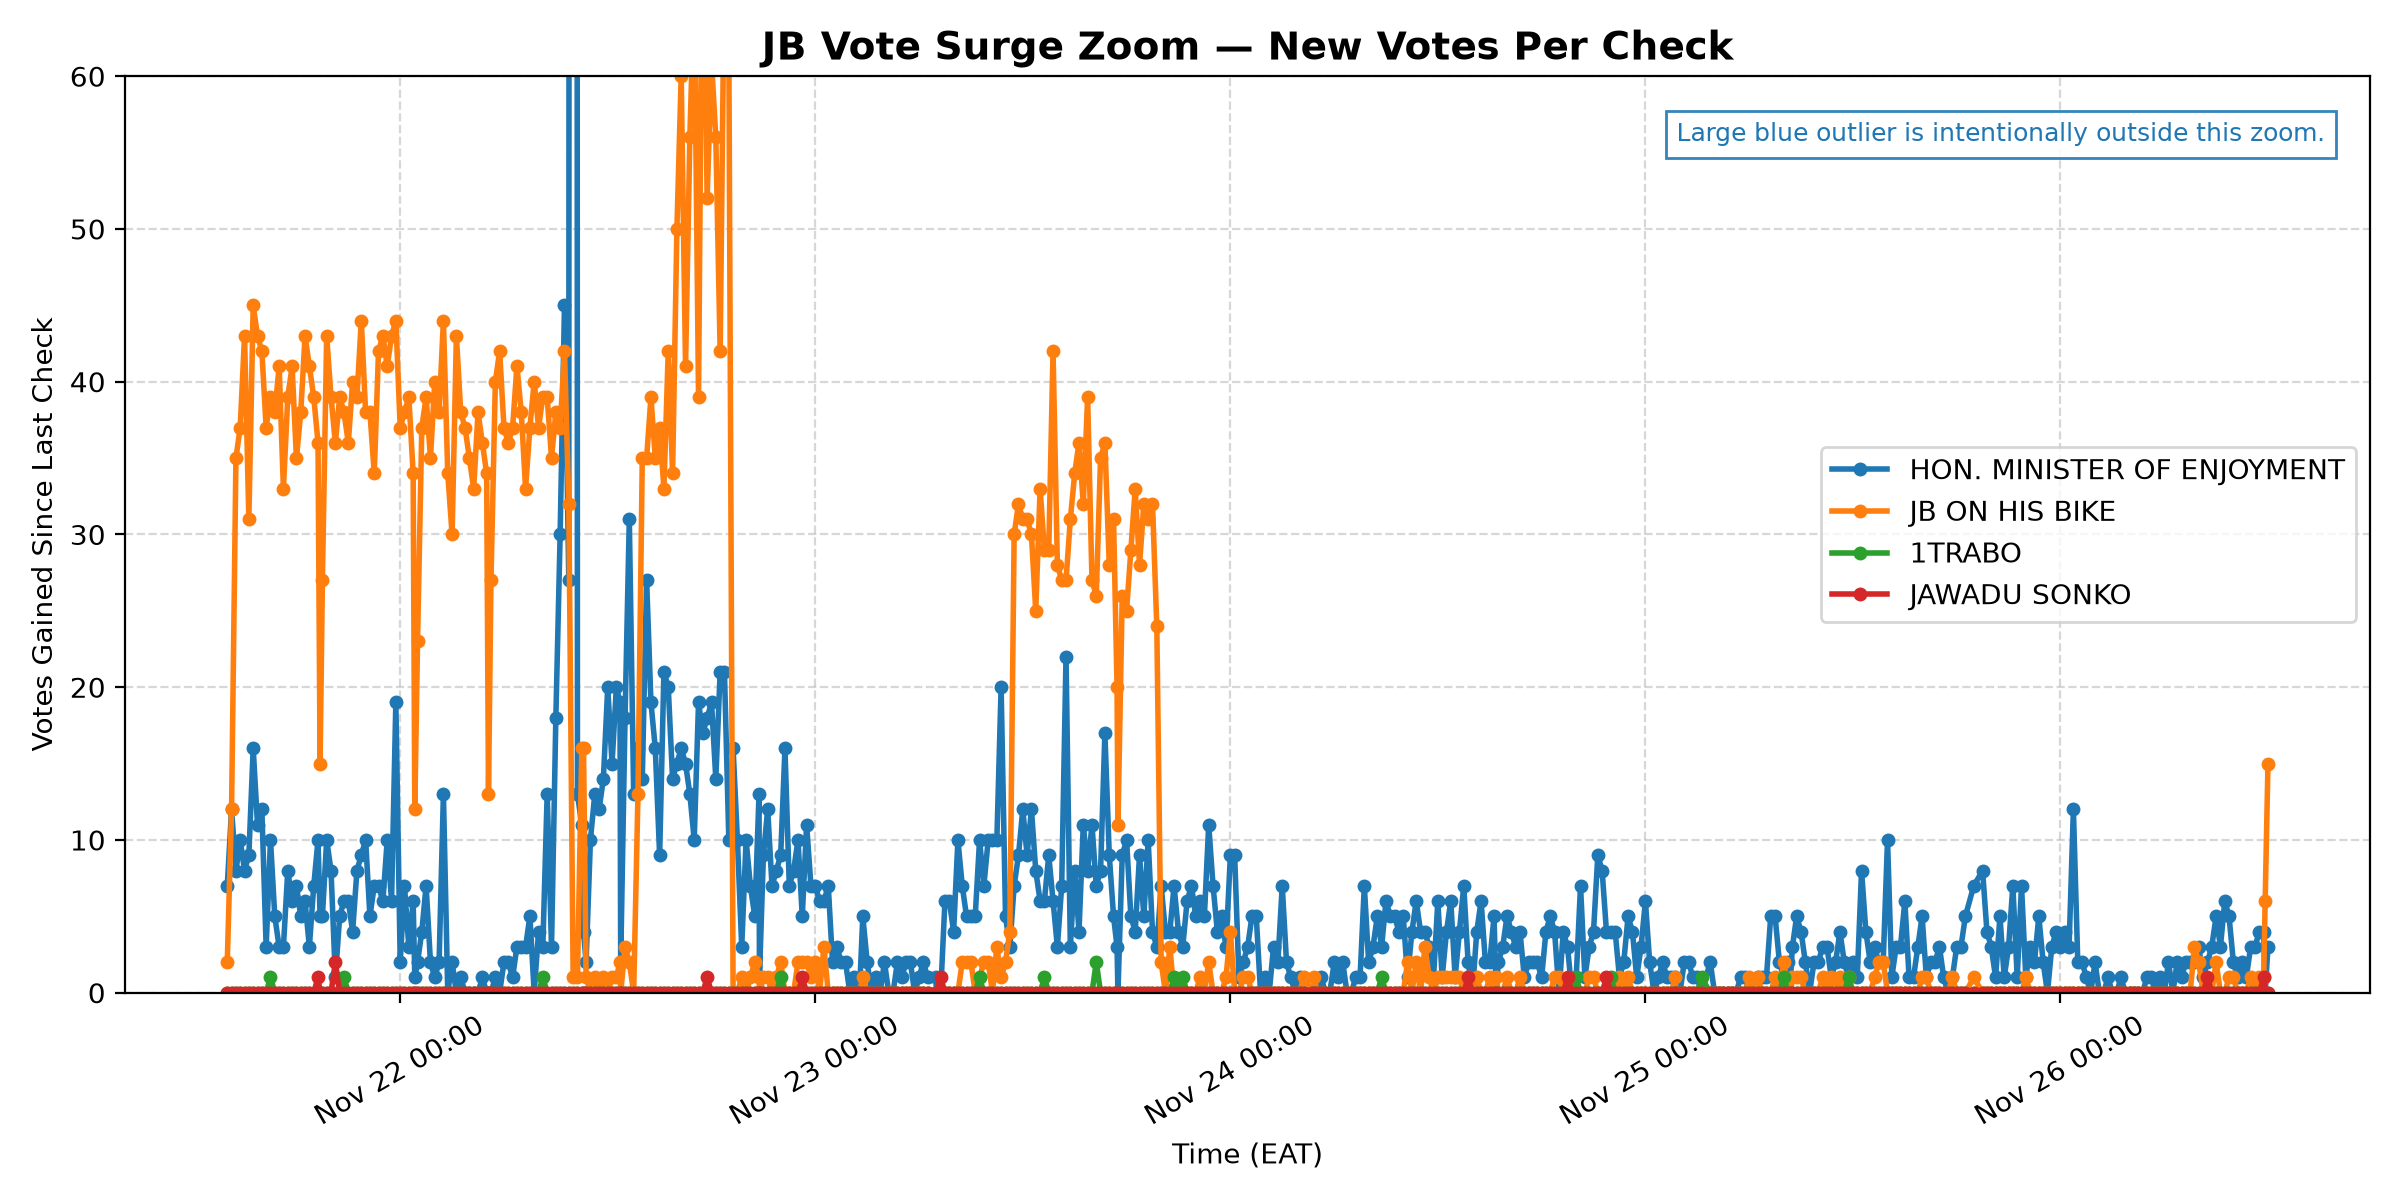 JB Vote Surge Zoom — New Votes Per Check
60
50
40
30
20
10
0
Votes Gained Since Last Check
Large blue outlier is intentionally outside this zoom.
HON. MINISTER OF ENJOYMENT
JB ON HIS BIKE
1TRABO
JAWADU SONKO
Nov 22 00:00
Nov 23 00:00
Nov 24 00:00
Nov 25 00:00
Nov 26 00:00
Time (EAT)